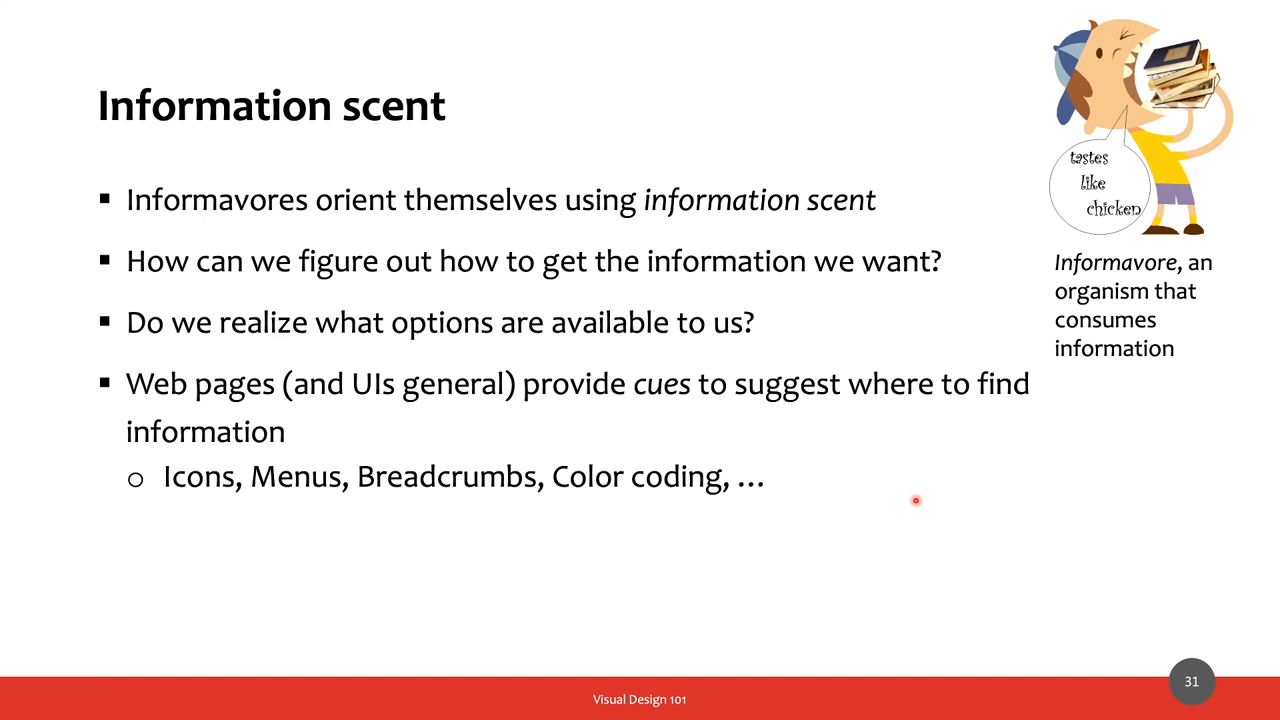 Information scent
▪ Informavores orient themselves using information scent
▪ How can we figure out how to get the information we want?
▪ Do we realize what options are available to us?
▪ Web pages (and UIs general) provide cues to suggest where to find
information
o Icons, Menus, Breadcrumbs, Color coding, …
tastes
like
chicken
Informavore, an
organism that
consumes
information
Visual Design 101
31